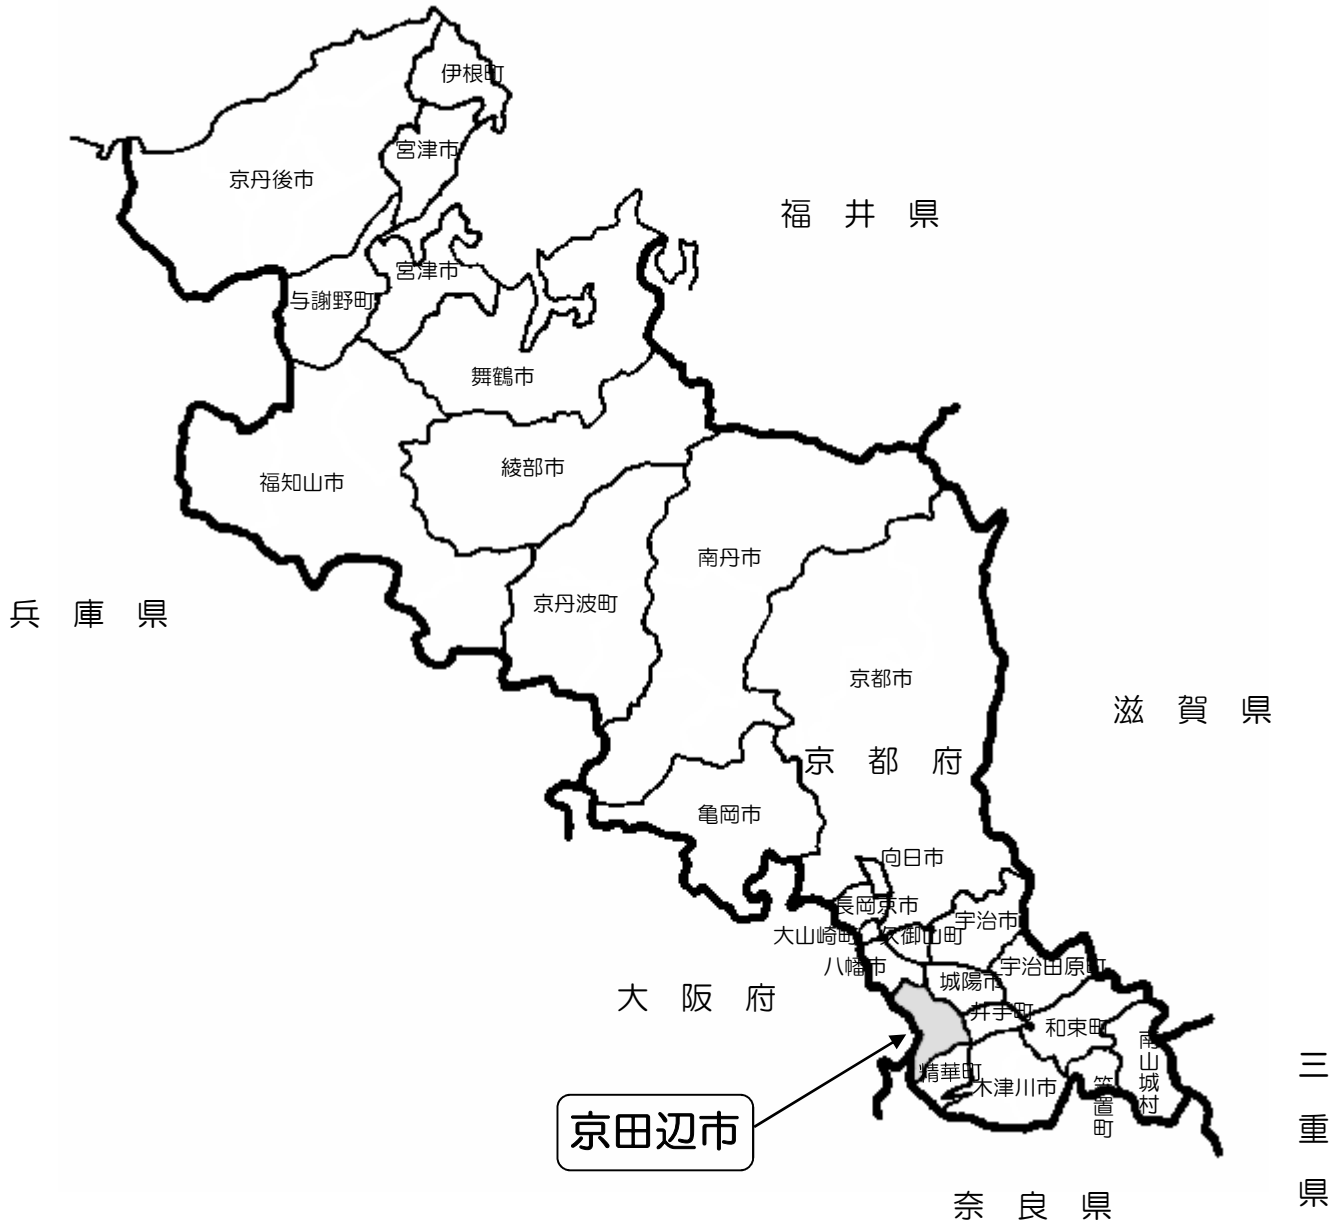 伊根町
宮津市
京丹後市
福井県
宮津市
与謝野町
舞鶴市
綾部市
福知山市
南丹市
京丹波町
兵庫県
京都市
滋賀県
京都府
亀岡市
向日市
長岡京市
宇治市
大山崎町
久御山町
八幡市
宇治田原町
城陽市
大阪府
井手町
和束町
南山城村
精華町
木津川市
笠置町
三重県
京田辺市
奈良県